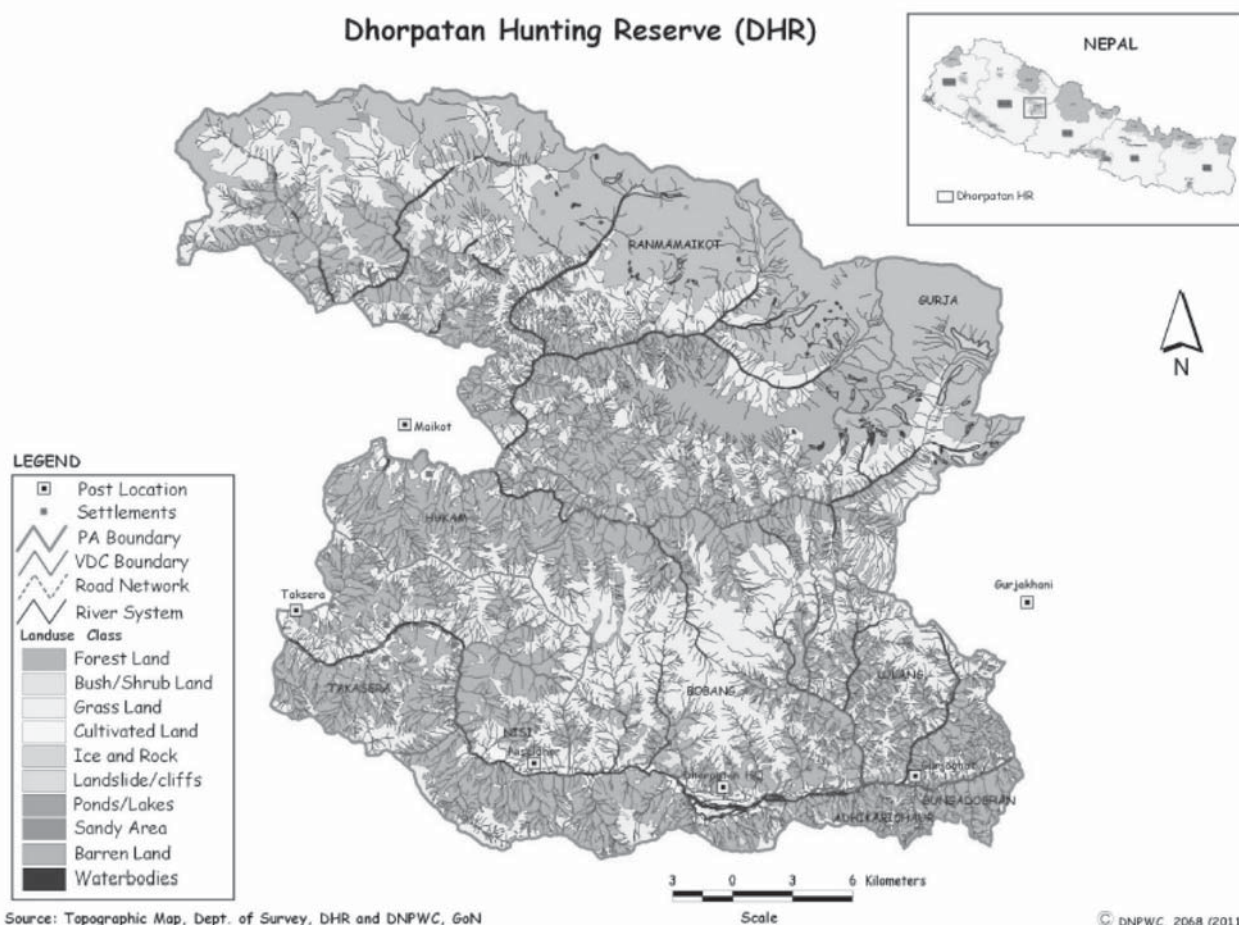 Dhorpatan Hunting Reserve (DHR)
NEPAL
Dhorpatan HR
RANMAMAIKOT
GURJA
N
Maikot
HUKAM
Taksera
Gurjakhani
TAKASERA
BOBANG
LULANG
NISI
Dhorpatan HQ
Gurjaghat
GUNGADOBHAN
ADHIKARICHAUR
LEGEND
Post Location
Settlements
PA Boundary
VDC Boundary
Road Network
River System
Landuse Class
Forest Land
Bush/Shrub Land
Grass Land
Cultivated Land
Ice and Rock
Landslide/cliffs
Ponds/Lakes
Sandy Area
Barren Land
Waterbodies
3 0 3 6 Kilometers
Scale
Source: Topographic Map, Dept. of Survey, DHR and DNPWC, GoN
© DNPWC, 2068 (2011